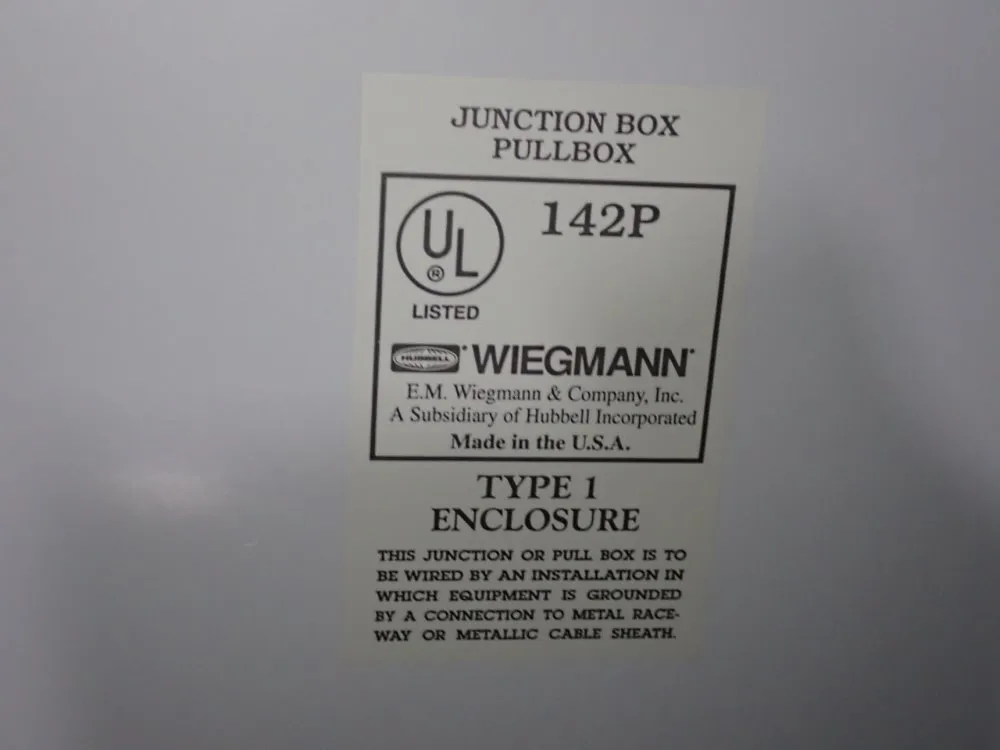 JUNCTION BOX
PULLBOX
UL
®
LISTED
142P
HUBBELL
WIEGMANN
E.M. Wiegmann & Company, Inc.
A Subsidiary of Hubbell Incorporated
Made in the U.S.A.
TYPE 1
ENCLOSURE
THIS JUNCTION OR PULL BOX IS TO
BE WIRED BY AN INSTALLATION IN
WHICH EQUIPMENT IS GROUNDED
BY A CONNECTION TO METAL RACE-
WAY OR METALLIC CABLE SHEATH.